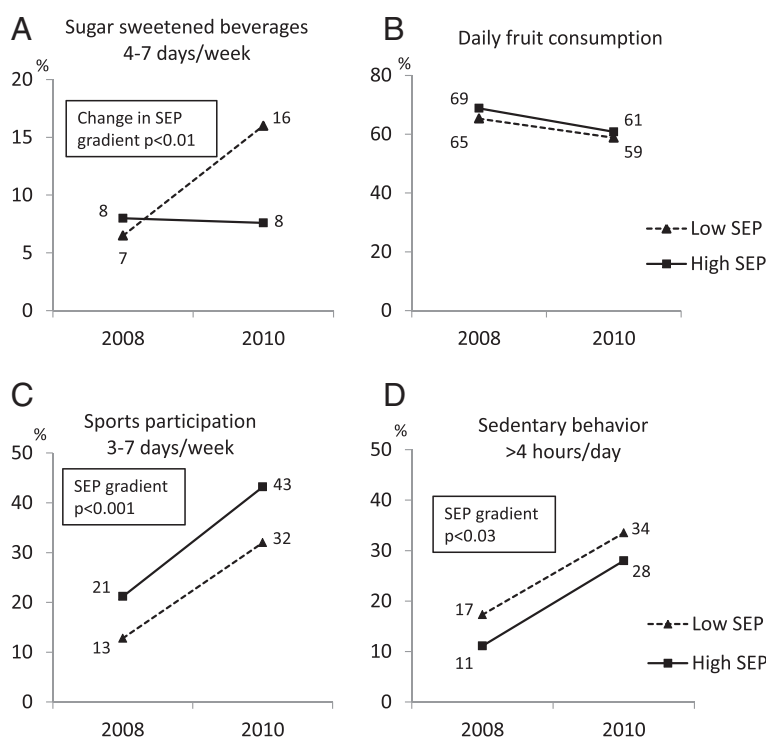 A
Sugar sweetened beverages
4-7 days/week
%
20
15
10
5
0
Change in SEP
gradient p<0.01
16
8
8
7
2008
2010
B
Daily fruit consumption
%
80
60
40
20
0
69
61
65
59
Low SEP
High SEP
2008
2010
C
Sports participation
3-7 days/week
%
50
40
30
20
10
0
SEP gradient
p<0.001
43
32
21
13
2008
2010
D
Sedentary behavior
>4 hours/day
%
50
40
30
20
10
0
SEP gradient
p<0.03
34
28
17
11
Low SEP
High SEP
2008
2010